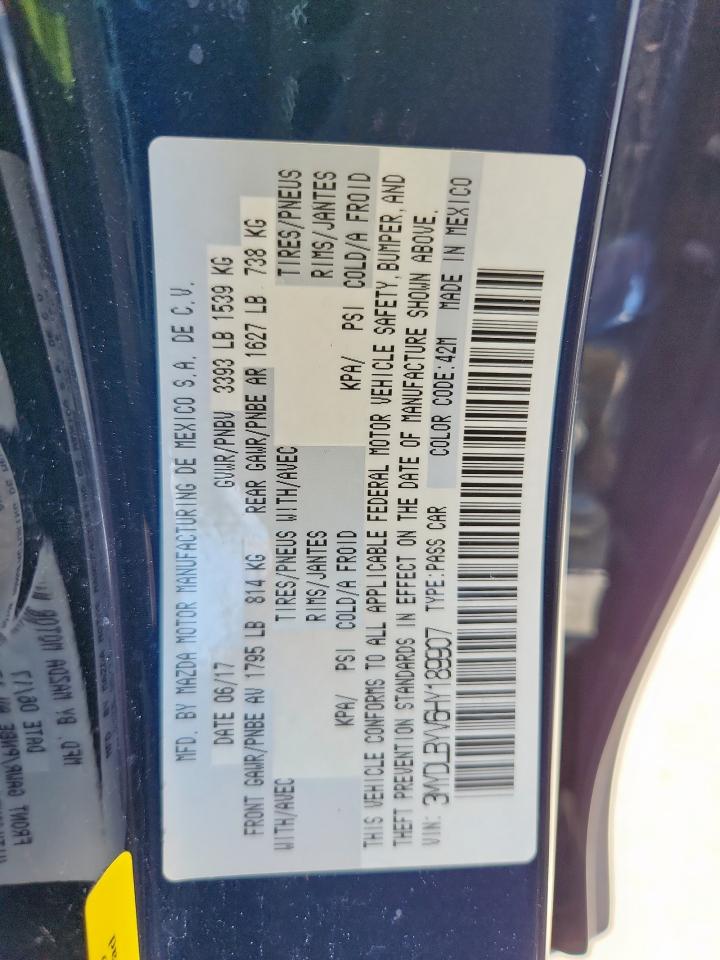 MFD. BY MAZDA MOTOR MANUFACTURING DE MEXICO S.A. DE C.V.
DATE 06/17 GVWR/PNBV 3393 LB 1539 KG
FRONT GAWR/PNBE AV 1795 LB 814 KG REAR GAWR/PNBE AR 1627 LB 738 KG
WITH/AVEC TIRES/PNEUS WITH/AVEC TIRES/PNEUS
RIMS/JANTES RIMS/JANTES
KPA/ PSI COLD/A FROID KPA/ PSI COLD/A FROID
THIS VEHICLE CONFORMS TO ALL APPLICABLE FEDERAL MOTOR VEHICLE SAFETY, BUMPER, AND
THEFT PREVENTION STANDARDS IN EFFECT ON THE DATE OF MANUFACTURE SHOWN ABOVE.
VIN: 3MYDLBYV6HY189907 TYPE:PASS CAR COLOR CODE:42M MADE IN MEXICO